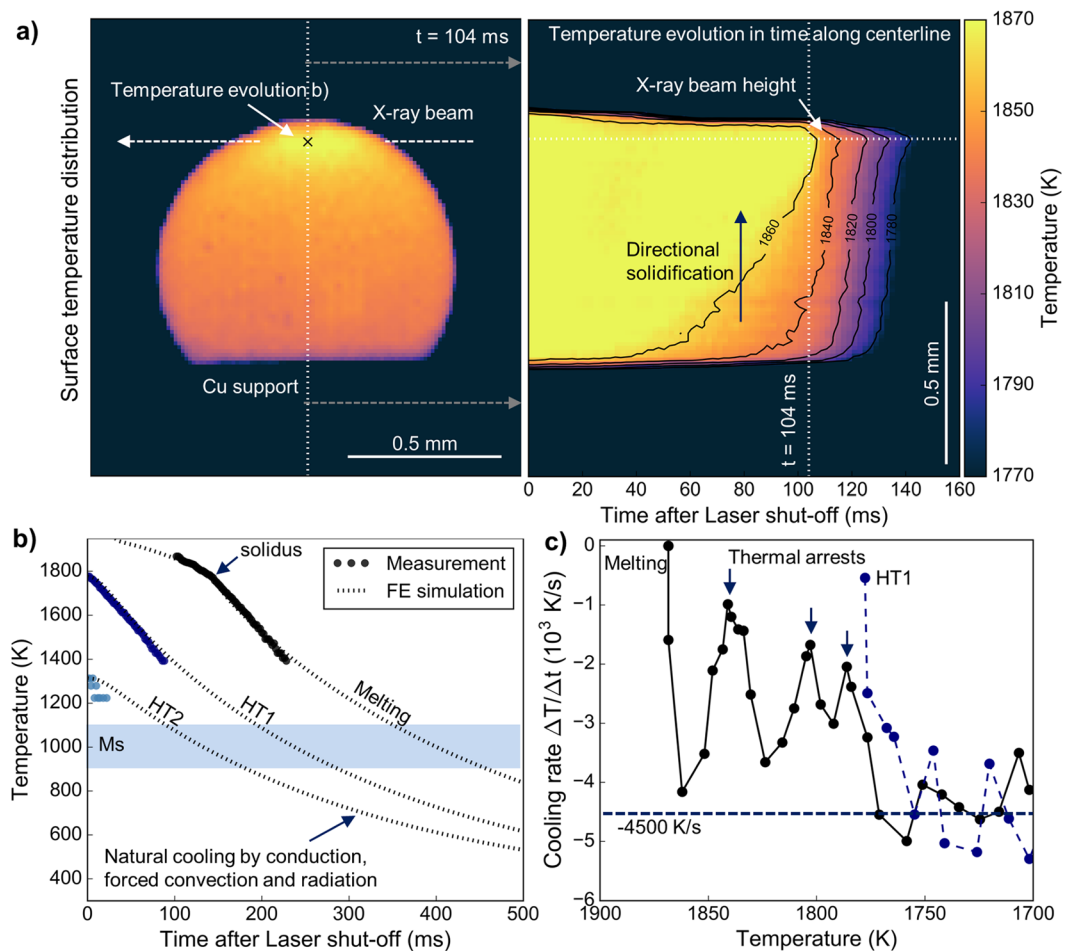 a)
t = 104 ms
Temperature evolution b)
X-ray beam
Surface temperature distribution
Cu support
0.5 mm
Temperature evolution in time along centerline
X-ray beam height
1860
1840
1820
1800
1780
Directional
solidification
t = 104 ms
0.5 mm
0
20
40
60
80
100
120
140
160
Time after Laser shut-off (ms)
1870
1850
1830
1810
1790
1770
Temperature (K)
b)
solidus
Measurement
FE simulation
HT2
HT1
Melting
Ms
Natural cooling by conduction,
forced convection and radiation
1800
1600
1400
1200
1000
800
600
400
Temperature (K)
0
100
200
300
400
500
Time after Laser shut-off (ms)
c)
Melting
Thermal arrests
HT1
-4500 K/s
0
−1
−2
−3
−4
−5
−6
Cooling rate ΔT/Δt (10³ K/s)
1900
1850
1800
1750
1700
Temperature (K)